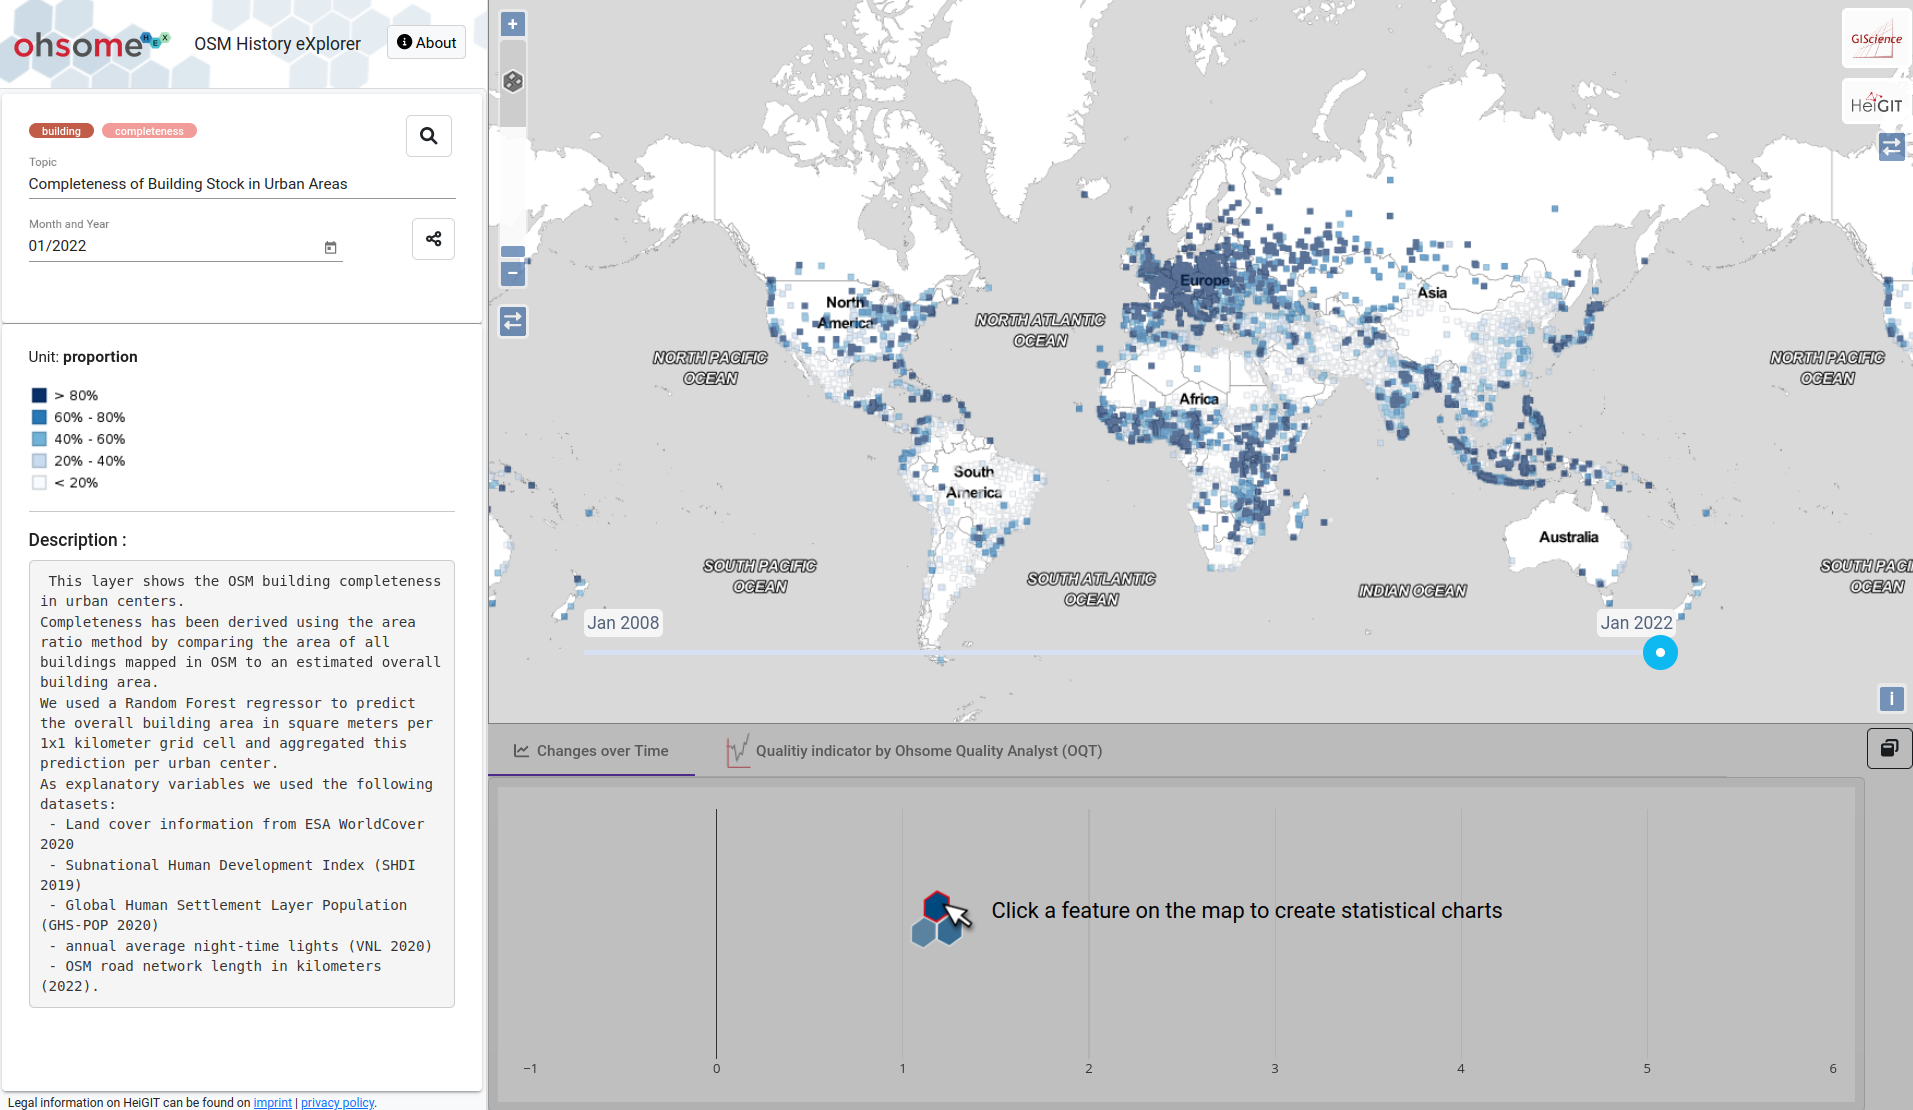 ohsome HEX
OSM History eXplorer
About
building
completeness
Topic
Completeness of Building Stock in Urban Areas
Month and Year
01/2022
Unit: proportion
> 80%
60% - 80%
40% - 60%
20% - 40%
< 20%
Description :
This layer shows the OSM building completeness
in urban centers.
Completeness has been derived using the area
ratio method by comparing the area of all
buildings mapped in OSM to an estimated overall
building area.
We used a Random Forest regressor to predict
the overall building area in square meters per
1x1 kilometer grid cell and aggregated this
prediction per urban center.
As explanatory variables we used the following
datasets:
- Land cover information from ESA WorldCover
2020
- Subnational Human Development Index (SHDI
2019)
- Global Human Settlement Layer Population
(GHS-POP 2020)
- annual average night-time lights (VNL 2020)
- OSM road network length in kilometers
(2022).
Legal information on HeiGIT can be found on imprint | privacy policy.
+
−
GIScience
HeiGIT
North
America
Europe
Asia
NORTH ATLANTIC
OCEAN
NORTH PACIFIC
OCEAN
NORTH PACIFIC
OCEAN
Africa
South
America
Australia
SOUTH PACIFIC
OCEAN
SOUTH ATLANTIC
OCEAN
INDIAN OCEAN
SOUTH PACI
OCEAN
Jan 2008
Jan 2022
i
Changes over Time
Qualitiy indicator by Ohsome Quality Analyst (OQT)
Click a feature on the map to create statistical charts
−1
0
1
2
3
4
5
6